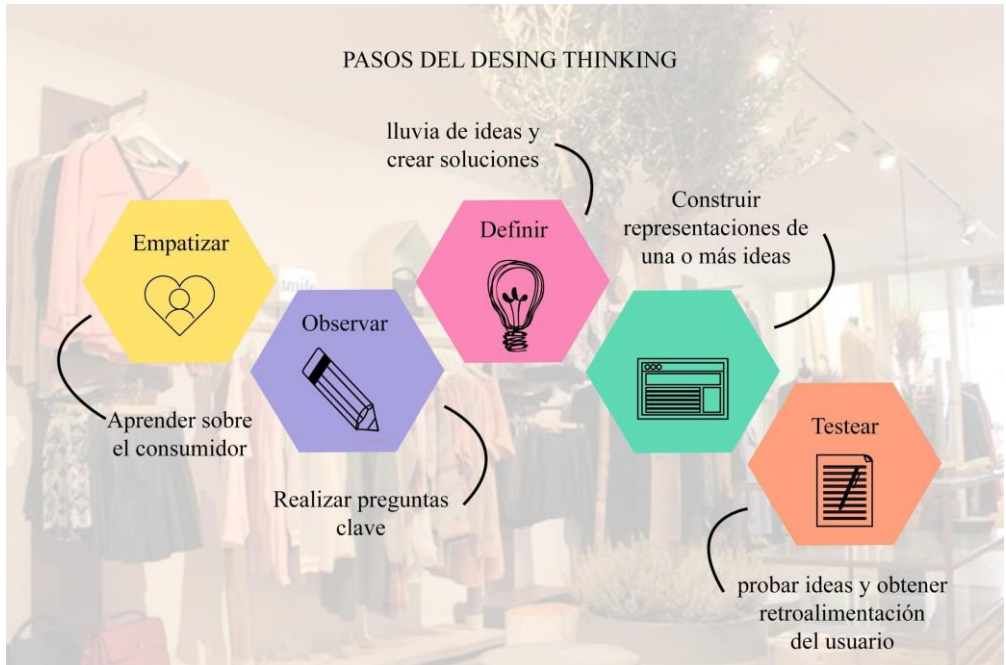 PASOS DEL DESING THINKING
lluvia de ideas y
crear soluciones
Construir
representaciones de
una o más ideas
Empatizar
Definir
Observar
Testear
Aprender sobre
el consumidor
Realizar preguntas
clave
probar ideas y obtener
retroalimentación
del usuario